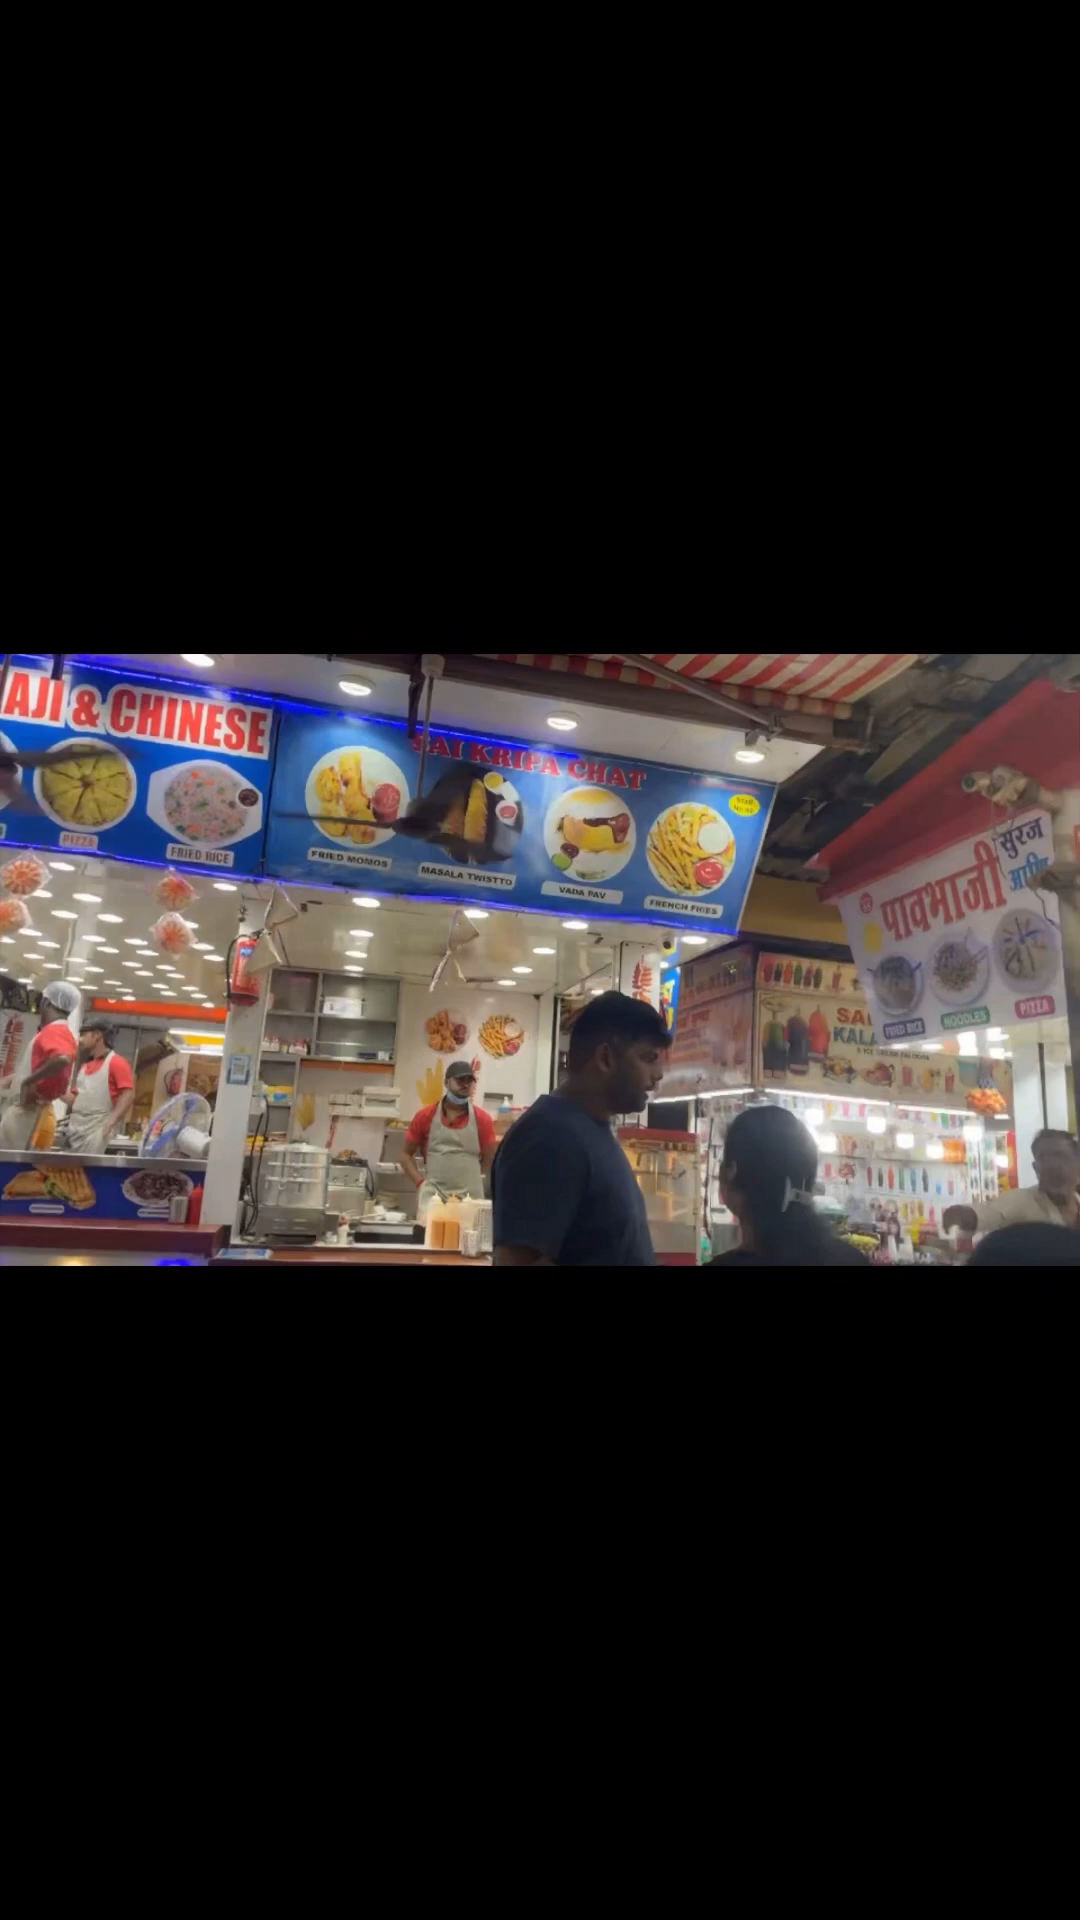 AJI & CHINESE
PIZZA
FRIED RICE
SAI KRIPA CHAT
FRIED MOMOS
MASALA TWISTTO
VADA PAV
FRENCH FRIES
सुरज
पावभाजी
FRIED RICE
NOODLES
PIZZA
KALA